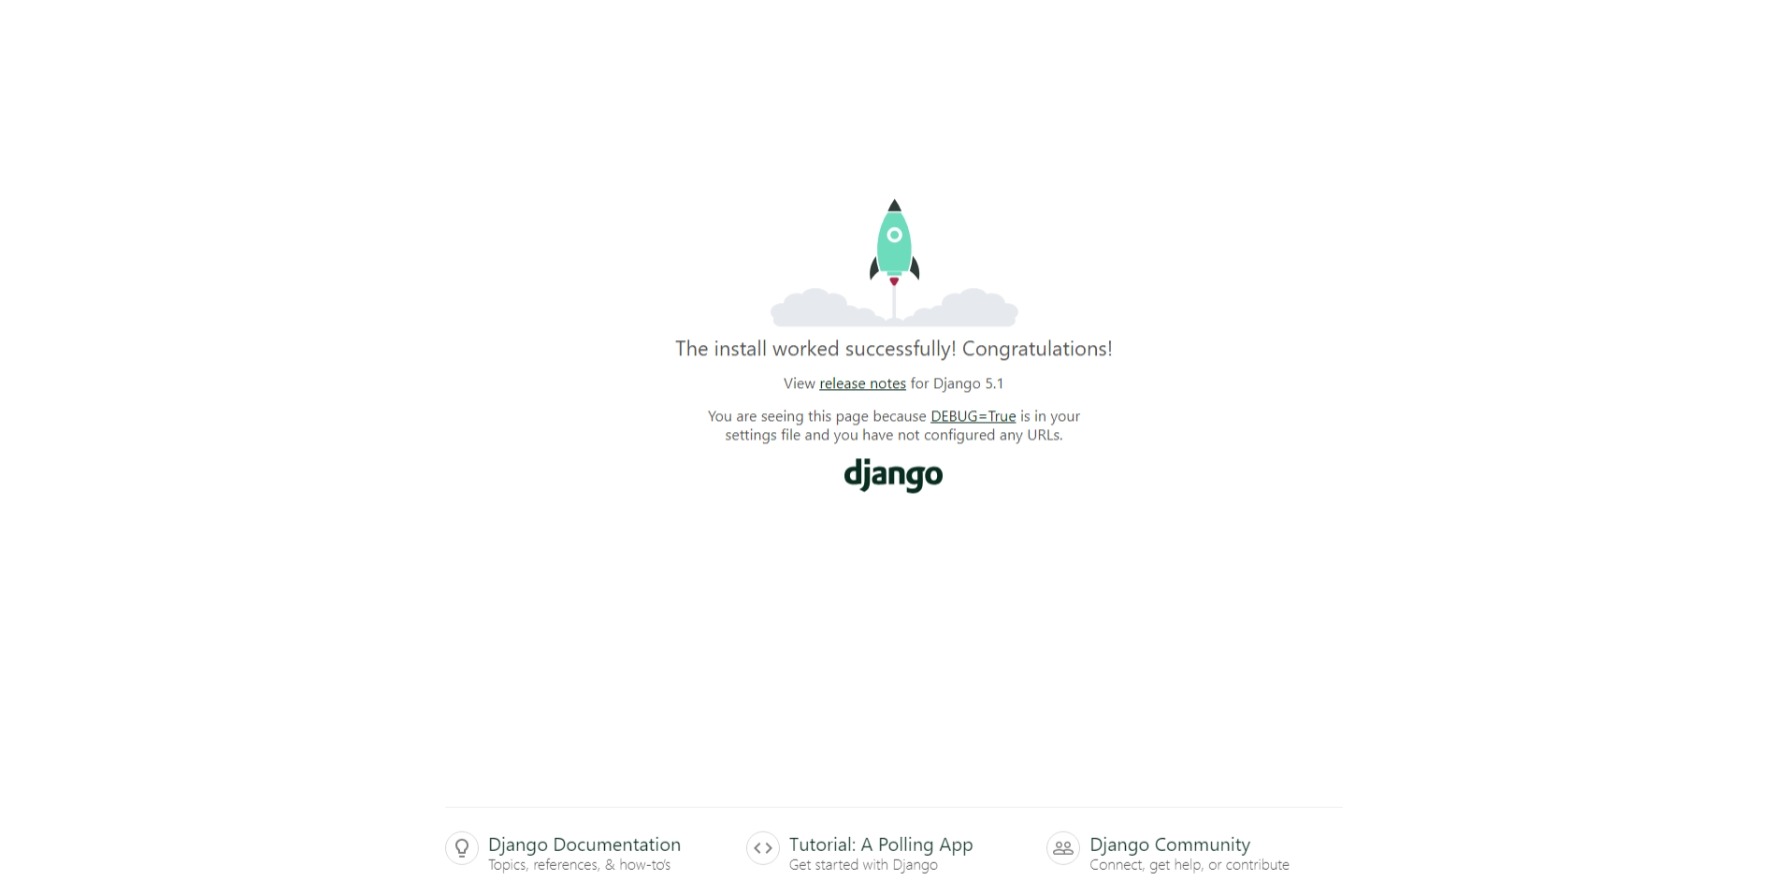 The install worked successfully! Congratulations!
View release notes for Django 5.1
You are seeing this page because DEBUG=True is in your
settings file and you have not configured any URLs.
django
Django Documentation
Topics, references, & how-to's
Tutorial: A Polling App
Get started with Django
Django Community
Connect, get help, or contribute